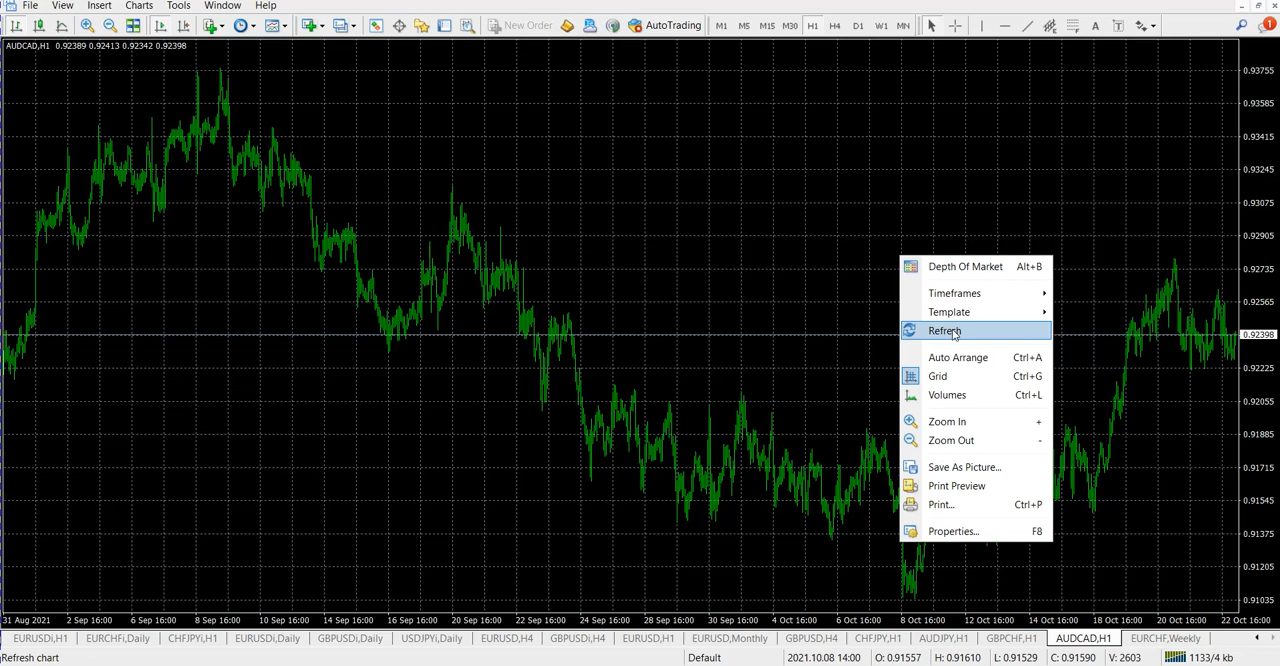 File View Insert Charts Tools Window Help
New Order AutoTrading M1 M5 M15 M30 H1 H4 D1 W1 MN A T 1
AUDCAD,H1 0.92389 0.92413 0.92342 0.92398
0.93755
0.93585
0.93415
0.93245
0.93075
0.92905
0.92735
0.92565
0.92398
0.92225
0.92055
0.91885
0.91715
0.91545
0.91375
0.91205
0.91035
Depth Of Market Alt+B
Timeframes
Template
Refresh
Auto Arrange Ctrl+A
Grid Ctrl+G
Volumes Ctrl+L
Zoom In +
Zoom Out -
Save As Picture...
Print Preview
Print... Ctrl+P
Properties... F8
31 Aug 2021 2 Sep 16:00 6 Sep 16:00 8 Sep 16:00 10 Sep 16:00 14 Sep 16:00 16 Sep 16:00 20 Sep 16:00 22 Sep 16:00 24 Sep 16:00 28 Sep 16:00 30 Sep 16:00 4 Oct 16:00 6 Oct 16:00 8 Oct 16:00 12 Oct 16:00 14 Oct 16:00 18 Oct 16:00 20 Oct 16:00 22 Oct 16:00
EURUSDi,H1 EURCHFi,Daily CHFJPYi,H1 EURUSDi,Daily GBPUSDi,Daily USDJPYi,Daily EURUSD,H4 GBPUSDi,H4 EURUSD,H1 EURUSD,Monthly GBPUSD,H4 CHFJPY,H1 AUDJPY,H1 GBPCHF,H1 AUDCAD,H1 EURCHF,Weekly
Refresh chart Default 2021.10.08 14:00 O: 0.91557 H: 0.91610 L: 0.91529 C: 0.91590 V: 2603 1133/4 kb